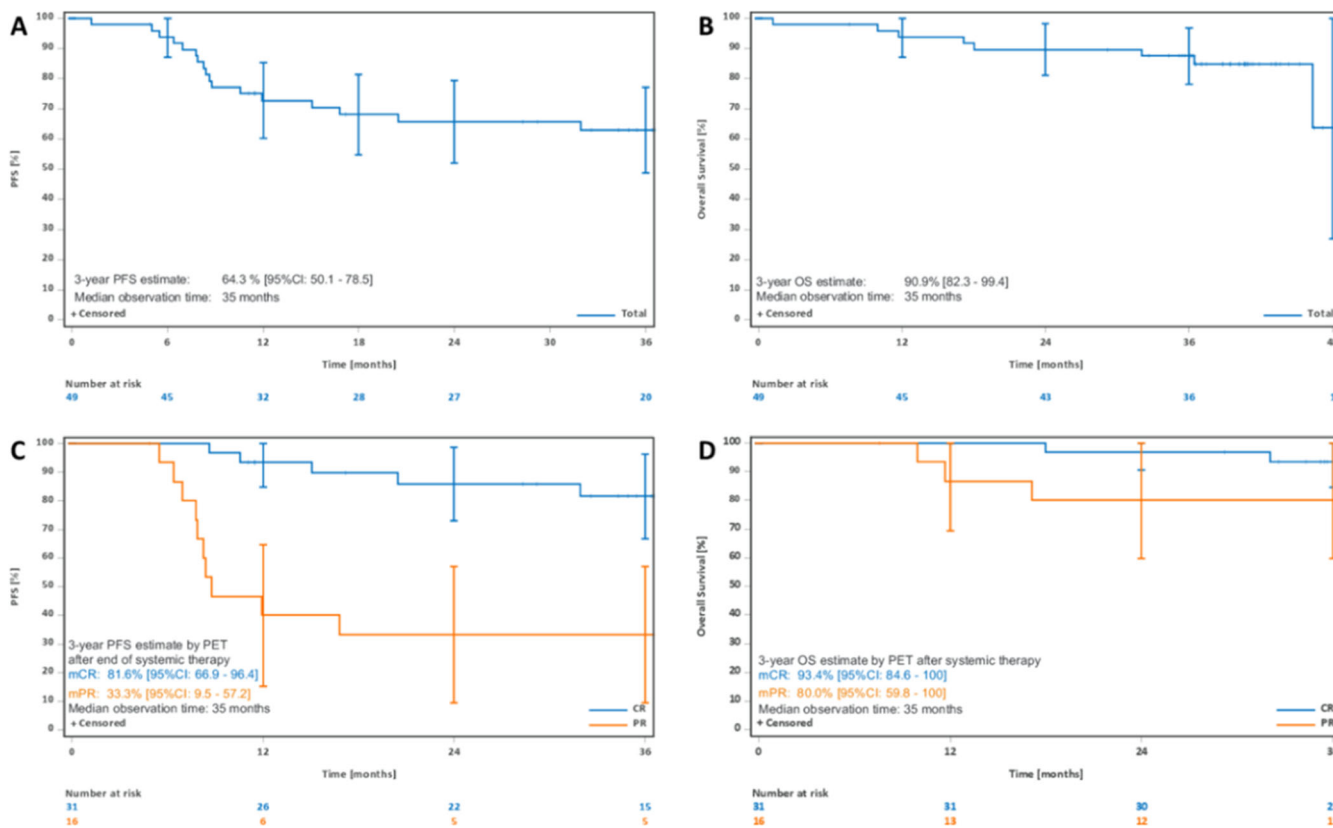 A
100
90
80
70
60
50
40
30
20
10
0
PFS [%]
3-year PFS estimate: 64.3 % [95%CI: 50.1 - 78.5]
Median observation time: 35 months
+ Censored
Total
0 6 12 18 24 30 36
Time [months]
Number at risk
49 45 32 28 27 20
B
100
90
80
70
60
50
40
30
20
10
0
Overall Survival [%]
3-year OS estimate: 90.9% [82.3 - 99.4]
Median observation time: 35 months
+ Censored
Total
0 12 24 36
Time [months]
Number at risk
49 45 43 36
C
100
90
80
70
60
50
40
30
20
10
0
PFS [%]
3-year PFS estimate by PET
after end of systemic therapy
mCR: 81.6% [95%CI: 66.9 - 96.4]
mPR: 33.3% [95%CI: 9.5 - 57.2]
Median observation time: 35 months
+ Censored
CR
PR
0 12 24 36
Time [months]
Number at risk
31 26 22 15
16 6 5 5
D
100
90
80
70
60
50
40
30
20
10
0
Overall Survival [%]
3-year OS estimate by PET after systemic therapy
mCR: 93.4% [95%CI: 84.6 - 100]
mPR: 80.0% [95%CI: 59.8 - 100]
Median observation time: 35 months
+ Censored
CR
PR
0 12 24
Time [months]
Number at risk
31 31 30
16 13 12